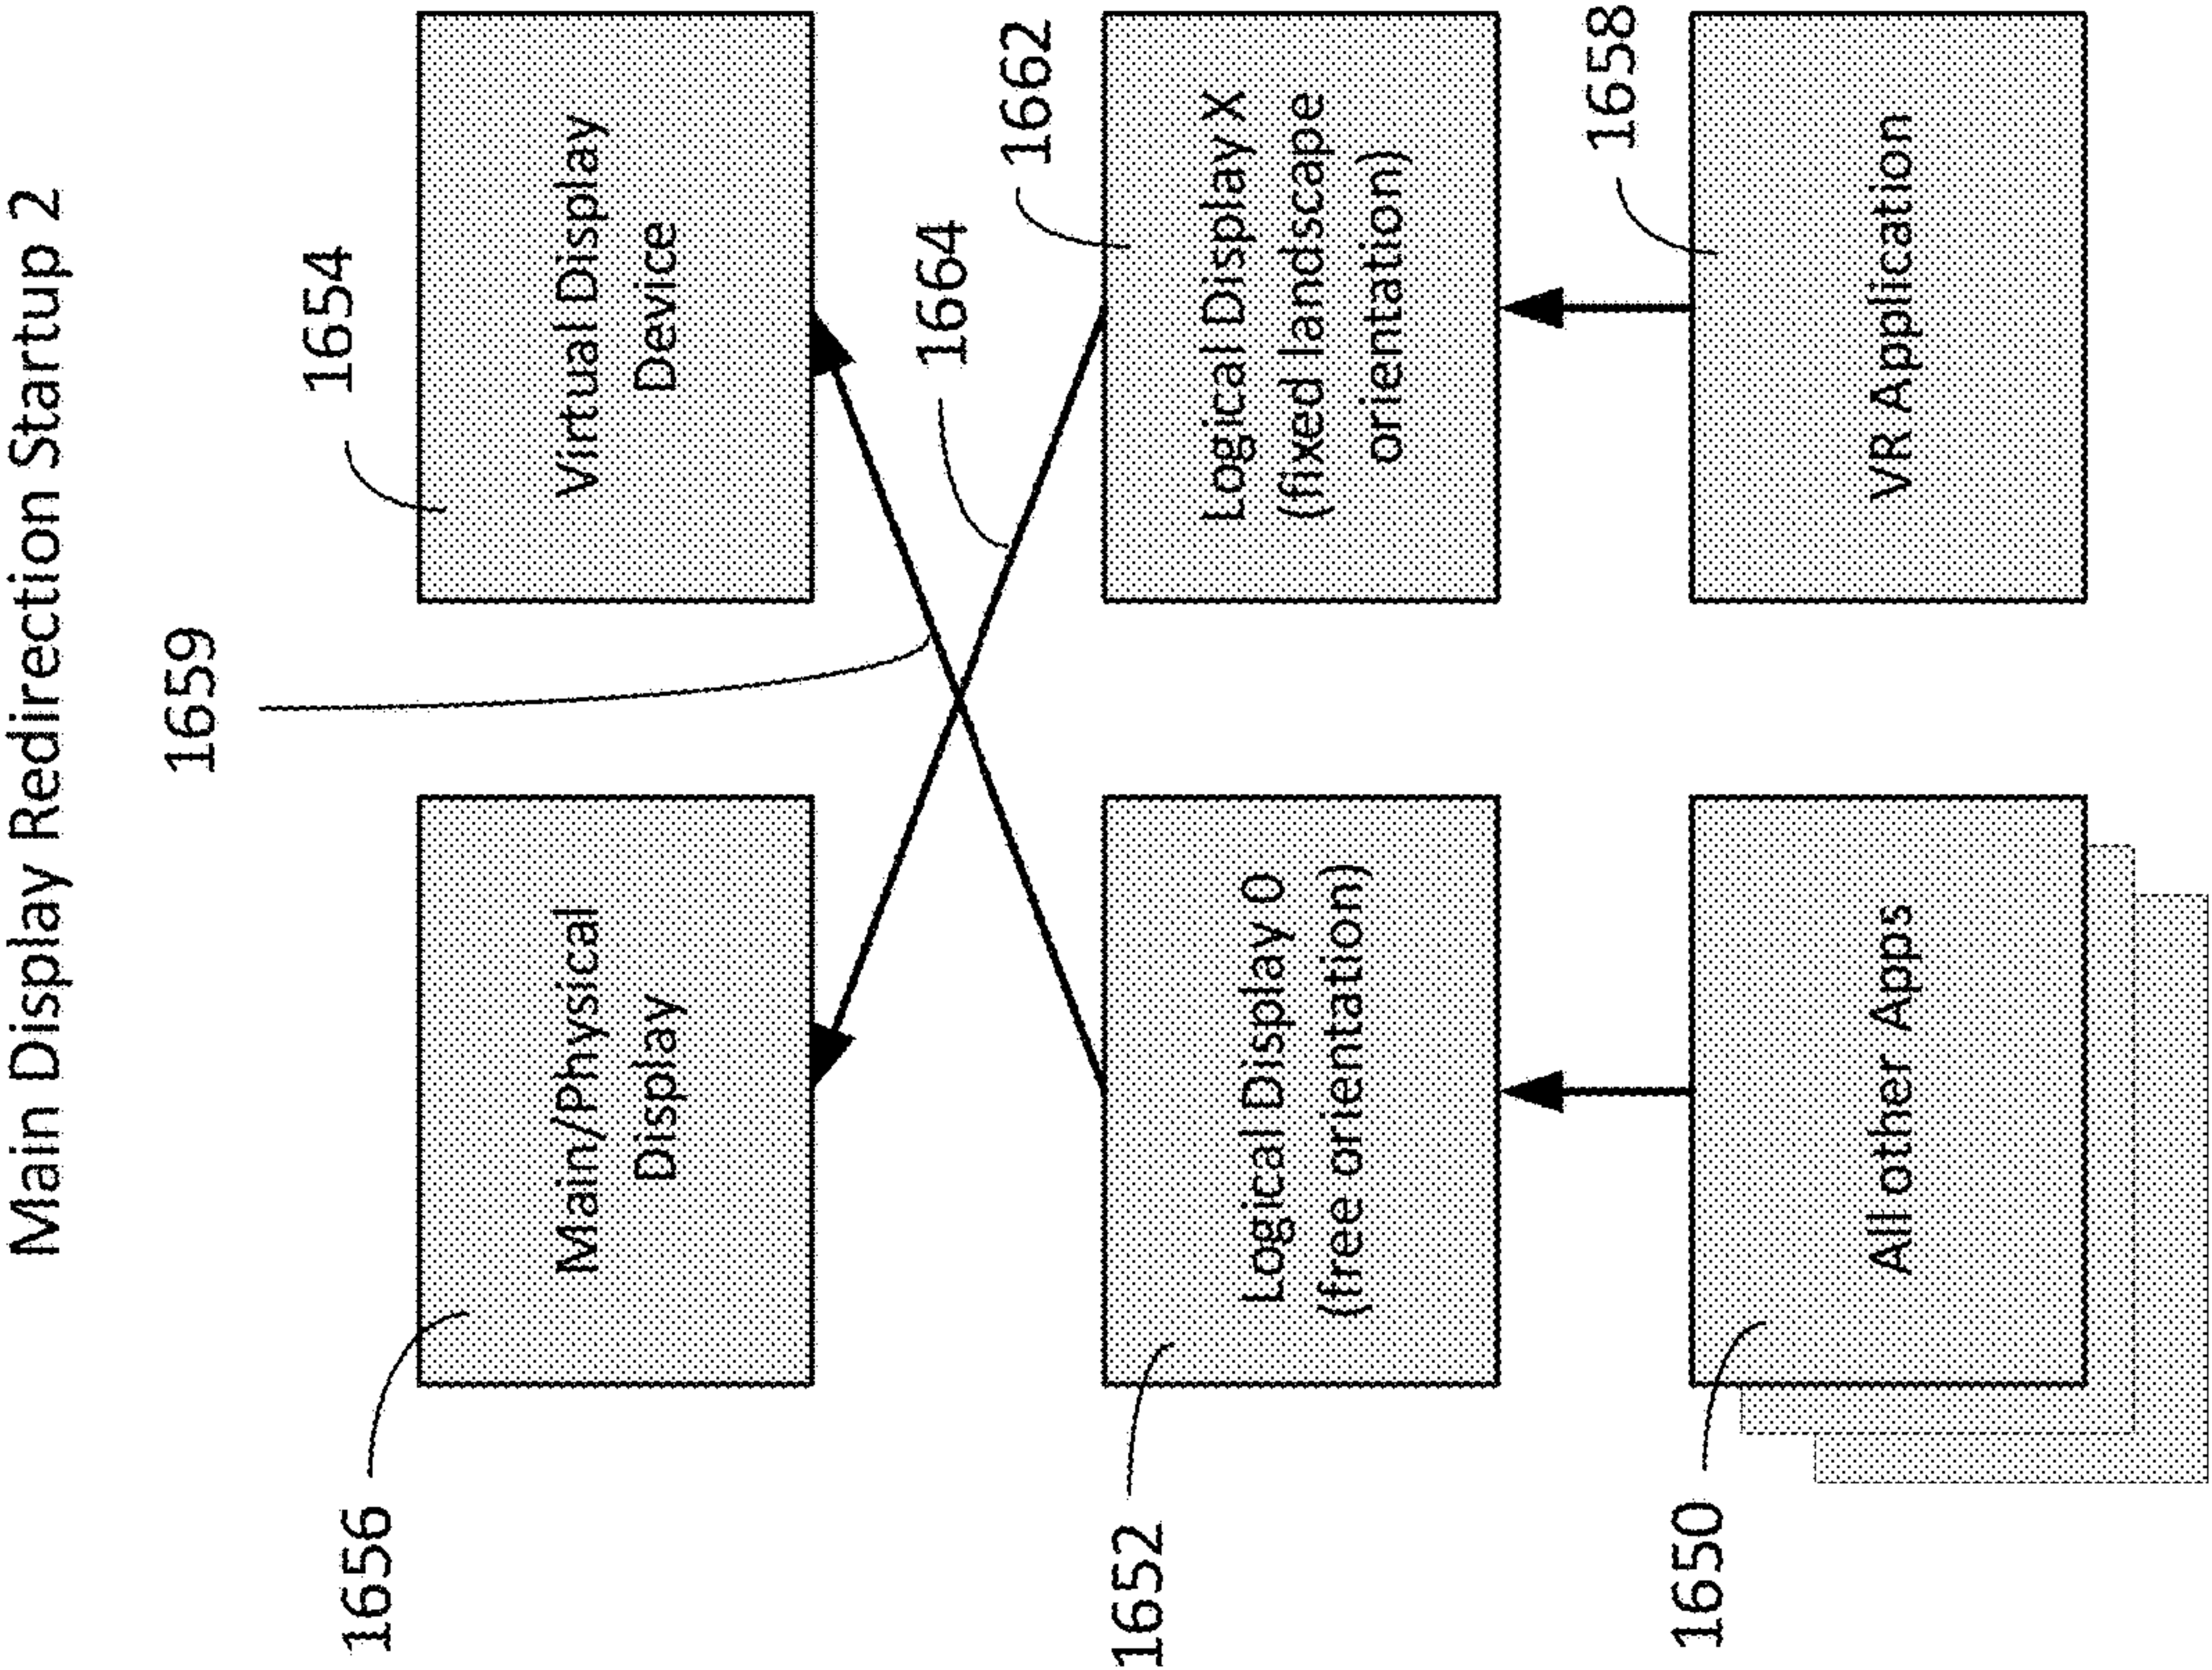 Main Display Redirection Startup 2
1659
1656
Main/Physical
Display
1654
Virtual Display
Device
1664
1652
Logical Display 0
(free orientation)
1662
Logical Display X
(fixed landscape
orientation)
1650
All other Apps
1658
VR Application